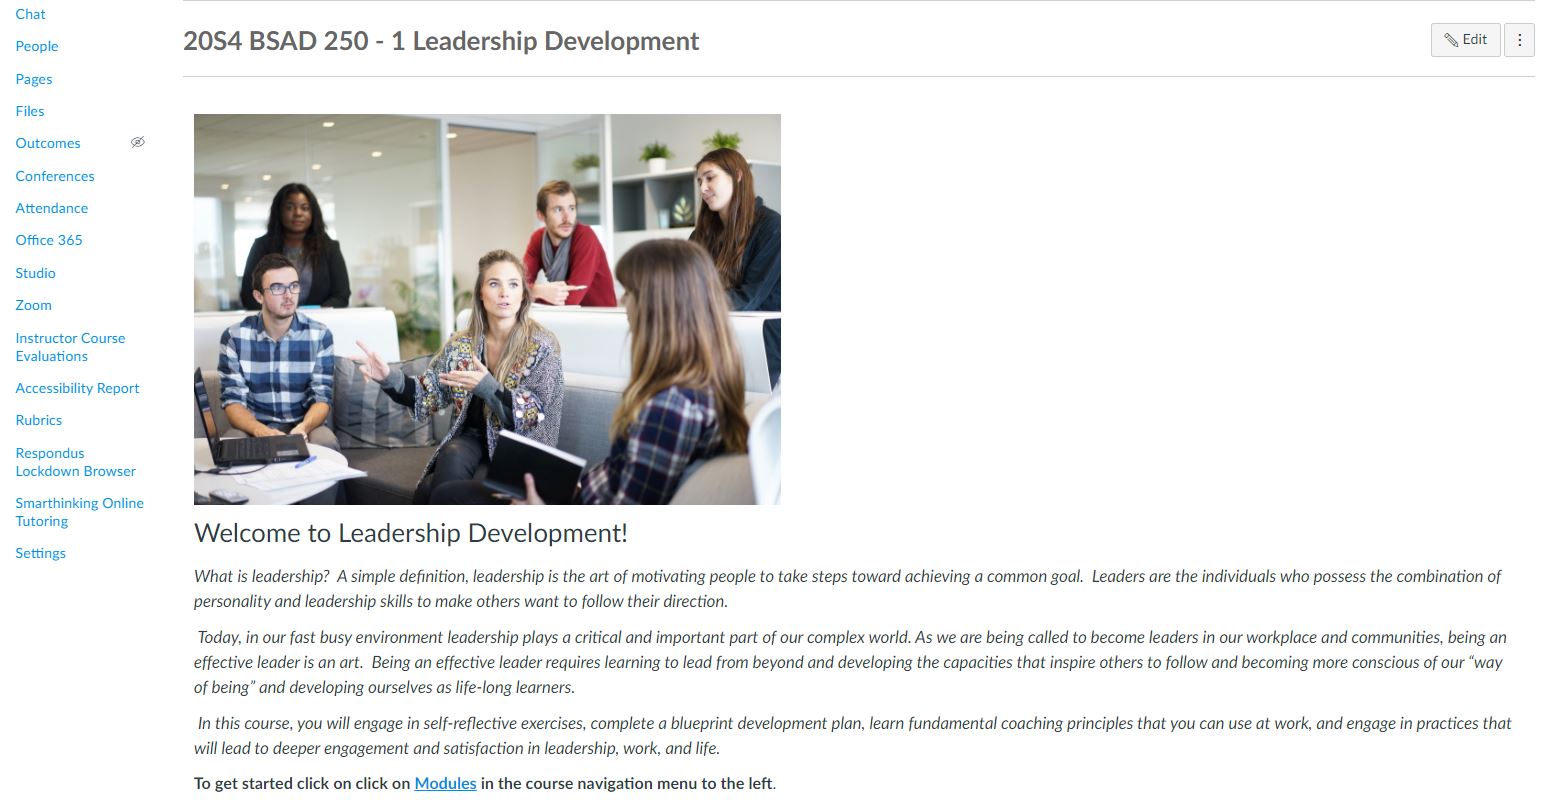 Chat
People
Pages
Files
Outcomes
Conferences
Attendance
Office 365
Studio
Zoom
Instructor Course
Evaluations
Accessibility Report
Rubrics
Respondus
Lockdown Browser
Smarthinking Online
Tutoring
Settings
20S4 BSAD 250 - 1 Leadership Development
Edit
Welcome to Leadership Development!
What is leadership?  A simple definition, leadership is the art of motivating people to take steps toward achieving a common goal.  Leaders are the individuals who possess the combination of
personality and leadership skills to make others want to follow their direction.
Today, in our fast busy environment leadership plays a critical and important part of our complex world. As we are being called to become leaders in our workplace and communities, being an
effective leader is an art.  Being an effective leader requires learning to lead from beyond and developing the capacities that inspire others to follow and becoming more conscious of our “way
of being” and developing ourselves as life-long learners.
In this course, you will engage in self-reflective exercises, complete a blueprint development plan, learn fundamental coaching principles that you can use at work, and engage in practices that
will lead to deeper engagement and satisfaction in leadership, work, and life.
To get started click on click on Modules in the course navigation menu to the left.